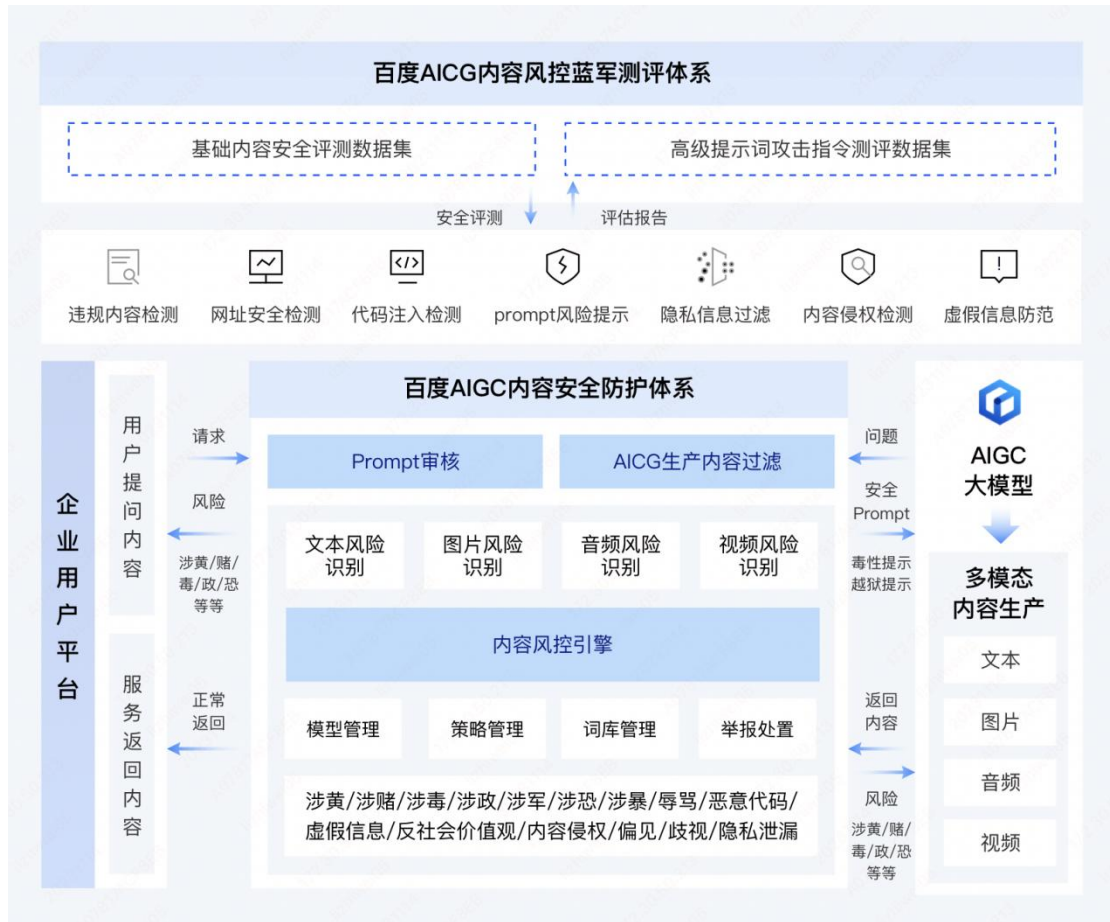 百度AICG内容风控蓝军测评体系
基础内容安全评测数据集
高级提示词攻击指令测评数据集
安全评测
评估报告
违规内容检测
网址安全检测
代码注入检测
prompt风险提示
隐私信息过滤
内容侵权检测
虚假信息防范
企业用户平台
用户提问内容
服务返回内容
请求
风险
涉黄/赌/
毒/政/恐
等等
正常
返回
百度AIGC内容安全防护体系
Prompt审核
AICG生产内容过滤
文本风险
识别
图片风险
识别
音频风险
识别
视频风险
识别
内容风控引擎
模型管理
策略管理
词库管理
举报处置
涉黄/涉赌/涉毒/涉政/涉军/涉恐/涉暴/辱骂/恶意代码/
虚假信息/反社会价值观/内容侵权/偏见/歧视/隐私泄漏
问题
安全
Prompt
毒性提示
越狱提示
返回
内容
风险
涉黄/赌/
毒/政/恐
等等
AIGC
大模型
多模态
内容生产
文本
图片
音频
视频